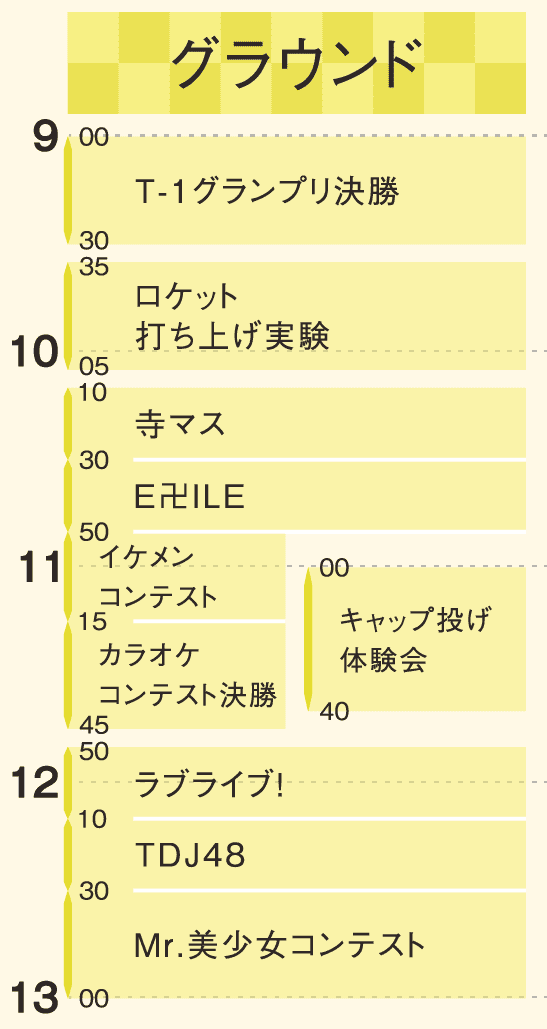 グラウンド
9 00
T-1グランプリ決勝
30
35
ロケット
打ち上げ実験
10
05
10
寺マス
30
E卍ILE
50
イケメン
コンテスト
11
00
15
キャップ投げ
体験会
カラオケ
コンテスト決勝
40
45
50
12
ラブライブ!
10
TDJ48
30
Mr.美少女コンテスト
13 00